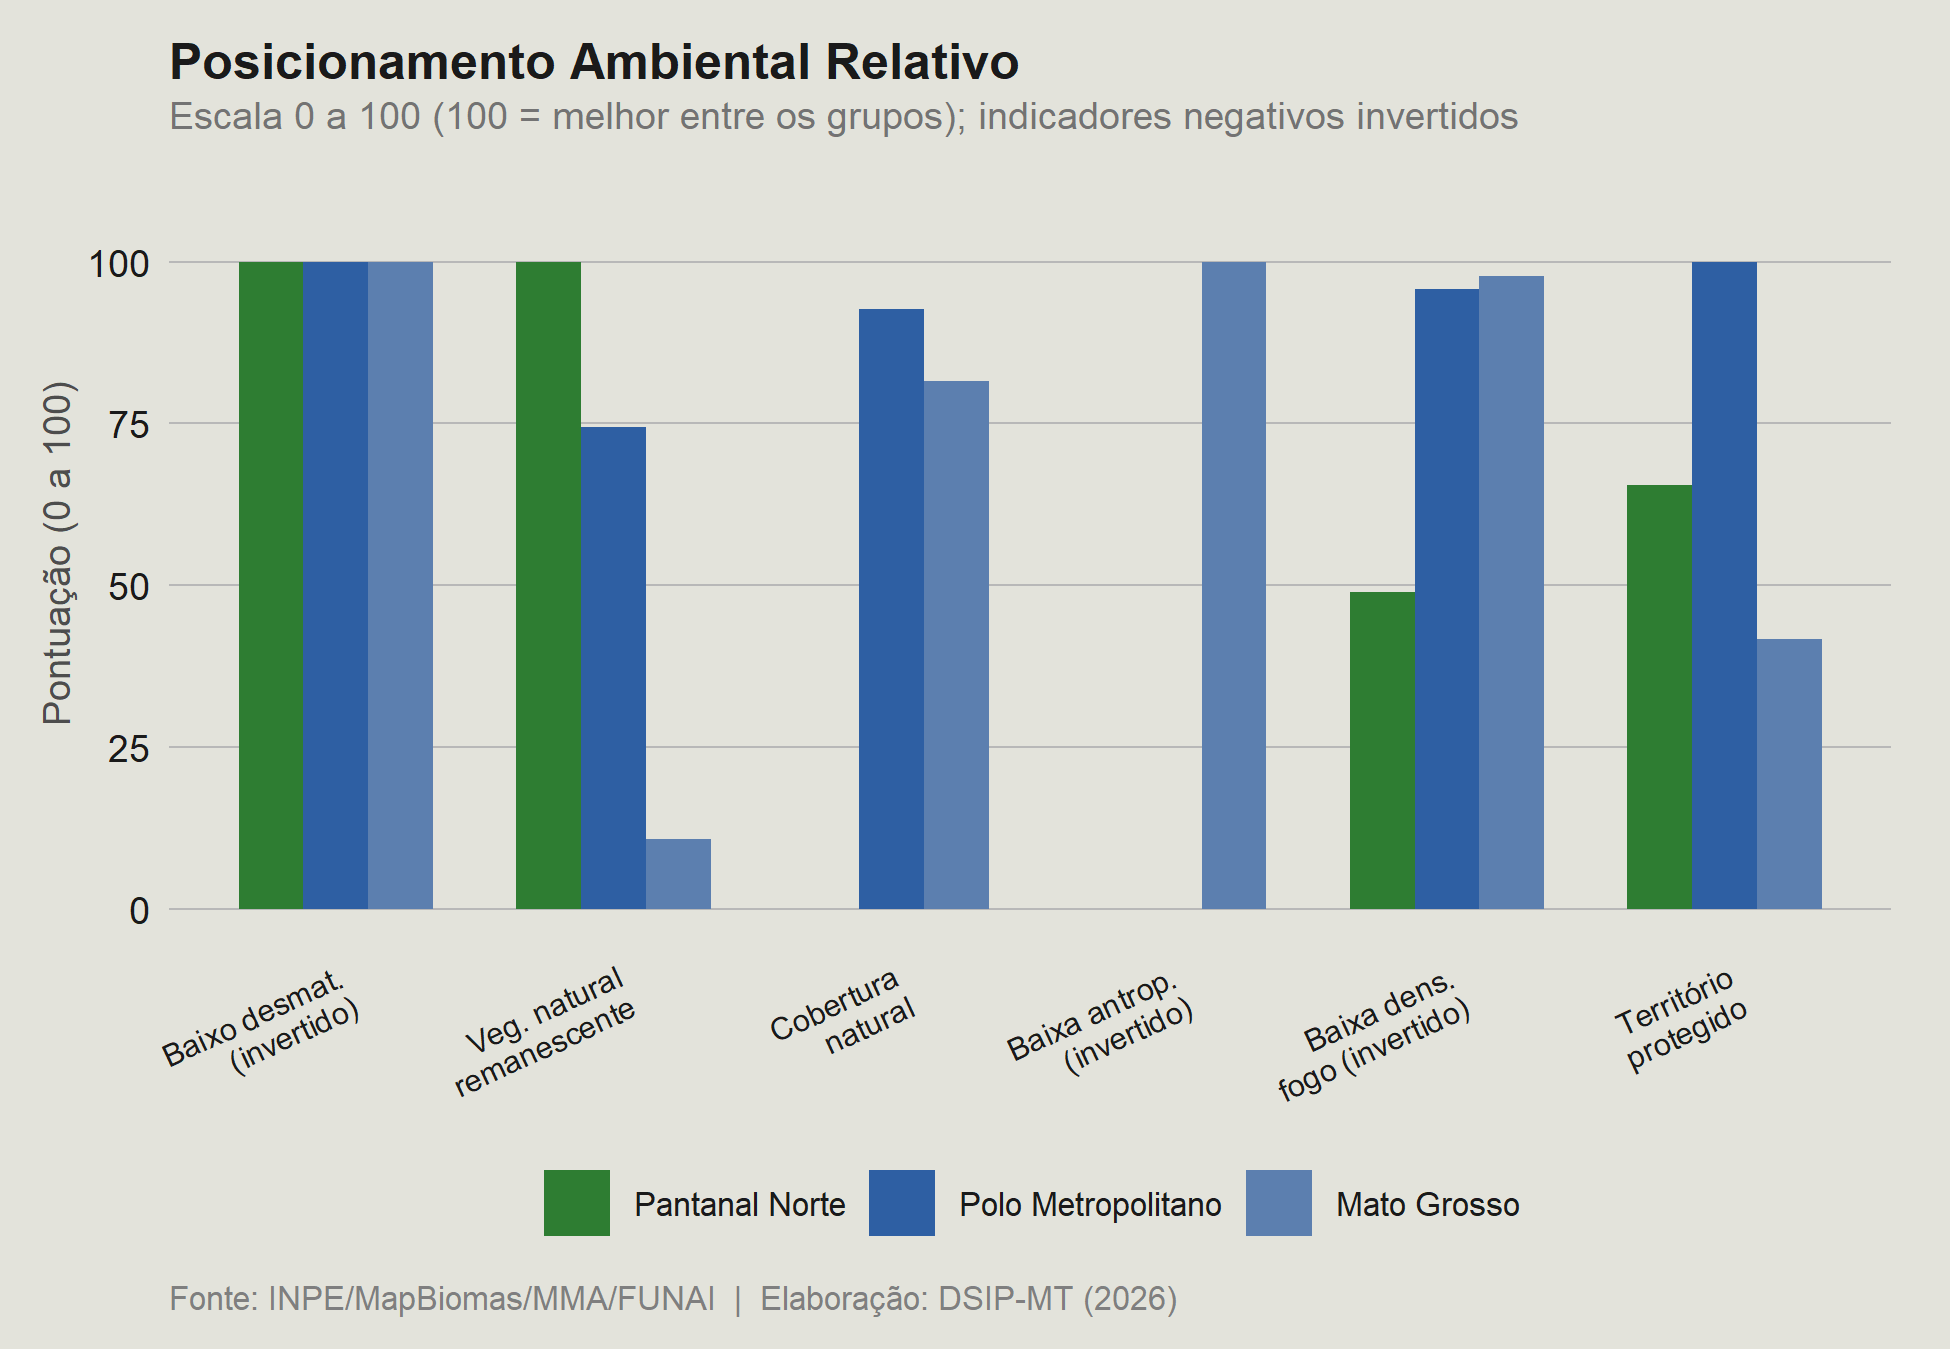 Posicionamento Ambiental Relativo
Escala 0 a 100 (100 = melhor entre os grupos); indicadores negativos invertidos
Pontuação (0 a 100)
100
75
50
25
0
Baixo desmat.
(invertido)
Veg. natural
remanescente
Cobertura
natural
Baixa antrop.
(invertido)
Baixa dens.
fogo (invertido)
Território
protegido
Pantanal Norte
Polo Metropolitano
Mato Grosso
Fonte: INPE/MapBiomas/MMA/FUNAI | Elaboração: DSIP-MT (2026)